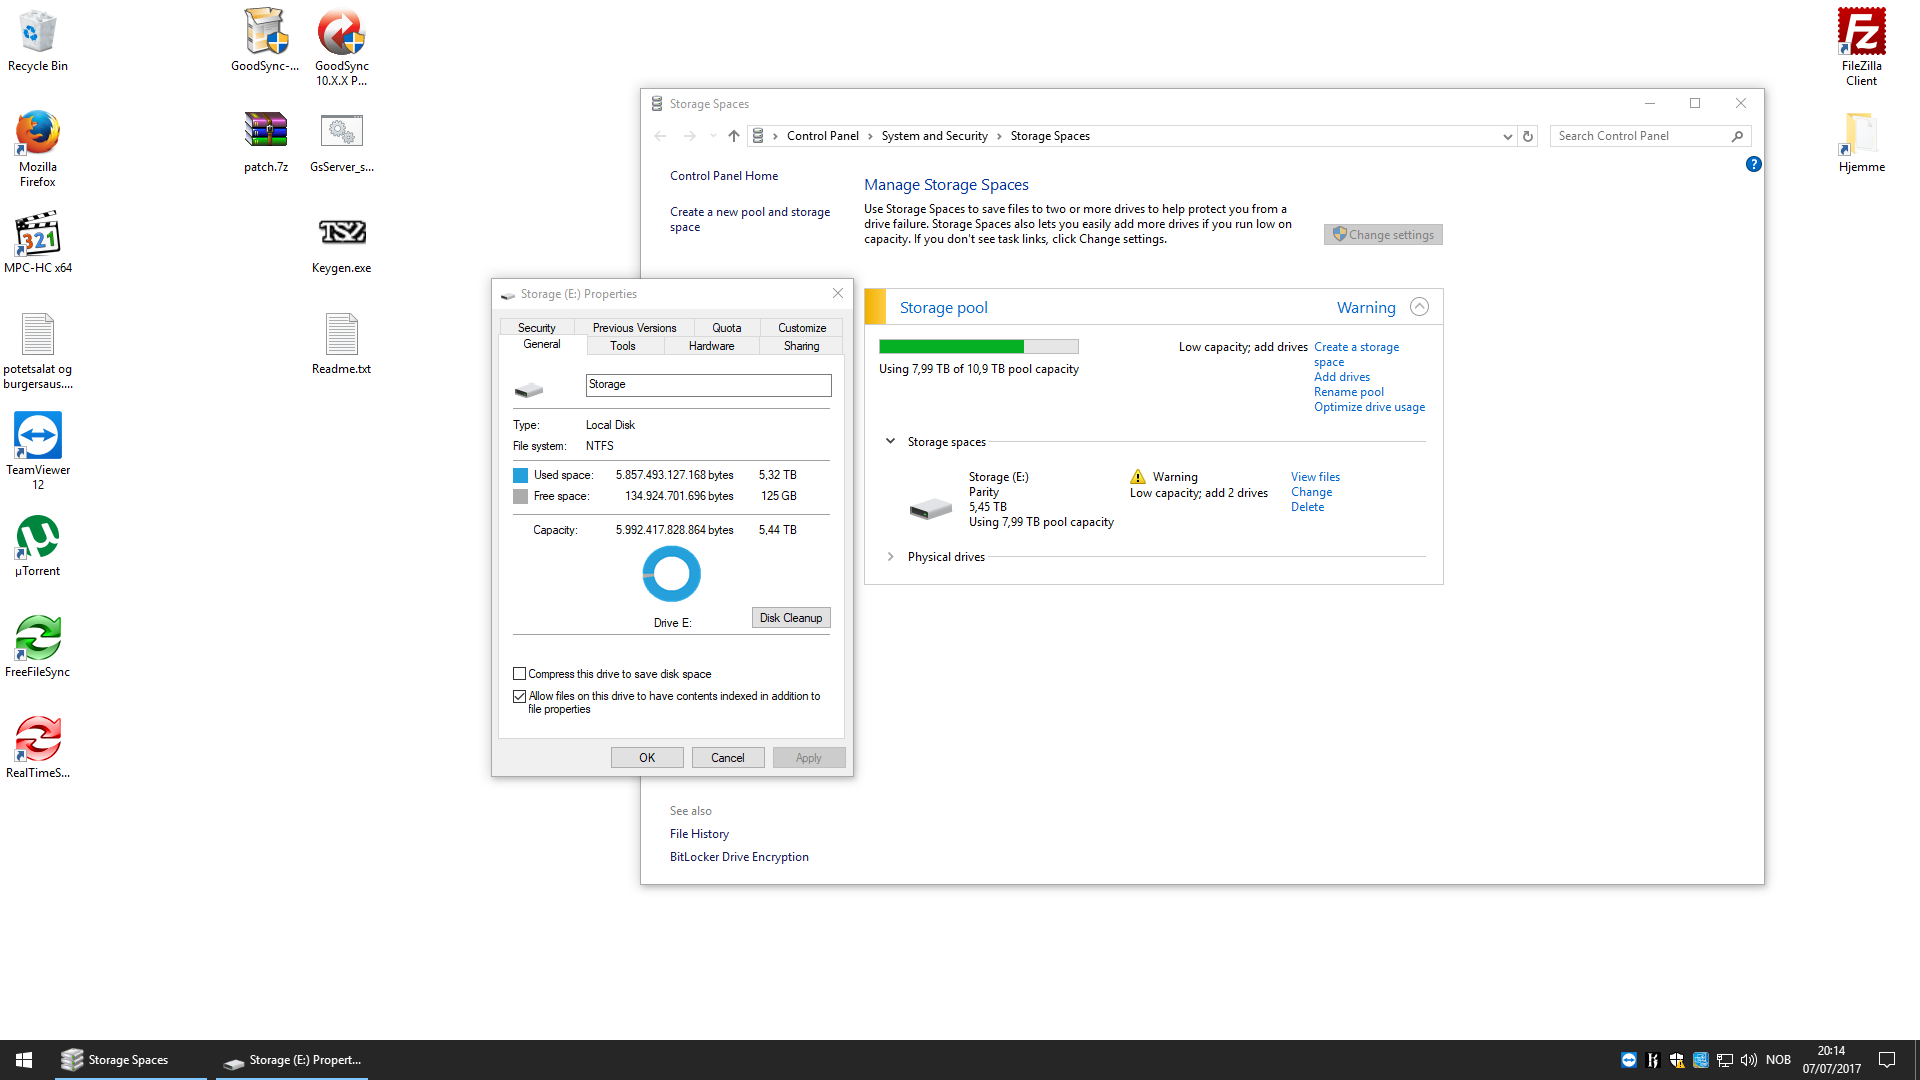 Recycle Bin
GoodSync-...
GoodSync
10.X.X P...
FileZilla
Client
Mozilla
Firefox
patch.7z
GsServer_s...
Hjemme
MPC-HC x64
Keygen.exe
potetsalat og
burgersaus....
Readme.txt
TeamViewer
12
µTorrent
FreeFileSync
RealTimeS...
Storage Spaces
Control Panel
System and Security
Storage Spaces
Search Control Panel
Control Panel Home
Create a new pool and storage
space
Manage Storage Spaces
Use Storage Spaces to save files to two or more drives to help protect you from a
drive failure. Storage Spaces also lets you easily add more drives if you run low on
capacity. If you don't see task links, click Change settings.
Change settings
Storage pool
Warning
Using 7,99 TB of 10,9 TB pool capacity
Low capacity; add drives
Create a storage
space
Add drives
Rename pool
Optimize drive usage
Storage spaces
Storage (E:)
Parity
5,45 TB
Using 7,99 TB pool capacity
Warning
Low capacity; add 2 drives
View files
Change
Delete
Physical drives
See also
File History
BitLocker Drive Encryption
Storage (E:) Properties
Security
Previous Versions
Quota
Customize
General
Tools
Hardware
Sharing
Storage
Type: Local Disk
File system: NTFS
Used space: 5.857.493.127.168 bytes 5,32 TB
Free space: 134.924.701.696 bytes 125 GB
Capacity: 5.992.417.828.864 bytes 5,44 TB
Drive E:
Disk Cleanup
Compress this drive to save disk space
Allow files on this drive to have contents indexed in addition to
file properties
OK
Cancel
Apply
Storage Spaces
Storage (E:) Propert...
NOB
20:14
07/07/2017